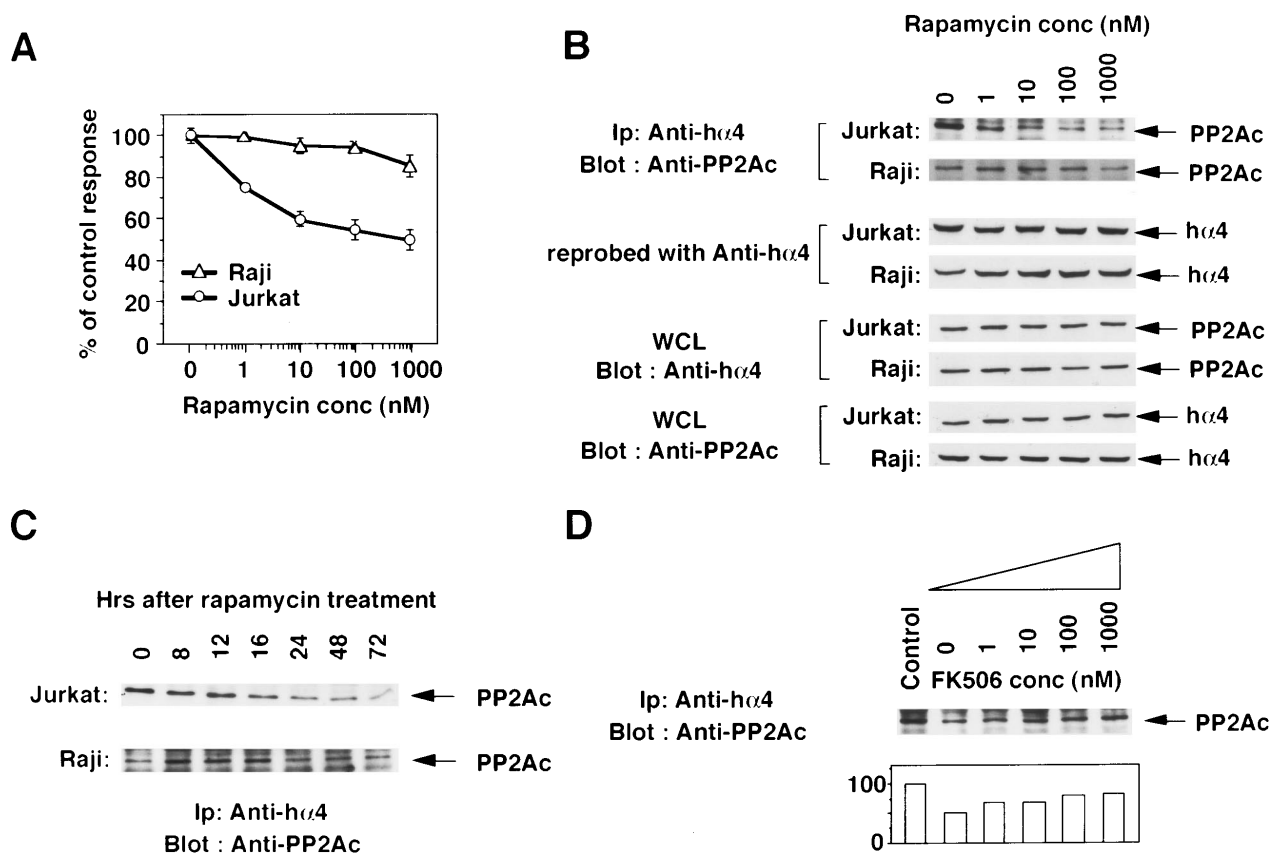 A
% of control response
100
80
60
40
20
0
Raji
Jurkat
0 1 10 100 1000
Rapamycin conc (nM)
B
Rapamycin conc (nM)
0 1 10 100 1000
Ip: Anti-hα4
Blot : Anti-PP2Ac
Jurkat: PP2Ac
Raji: PP2Ac
reprobed with Anti-hα4
Jurkat: hα4
Raji: hα4
WCL
Blot : Anti-hα4
Jurkat: PP2Ac
Raji: PP2Ac
WCL
Blot : Anti-PP2Ac
Jurkat: hα4
Raji: hα4
C
Hrs after rapamycin treatment
0 8 12 16 24 48 72
Jurkat: PP2Ac
Raji: PP2Ac
Ip: Anti-hα4
Blot : Anti-PP2Ac
D
Control 0 1 10 100 1000
FK506 conc (nM)
Ip: Anti-hα4
Blot : Anti-PP2Ac
PP2Ac
100
0